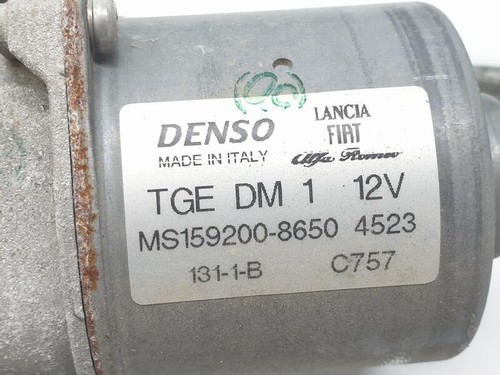 DENSO
MADE IN ITALY
LANCIA
FIAT
Alfa Romeo
TGE DM 1 12V
MS159200-8650 4523
131-1-B C757